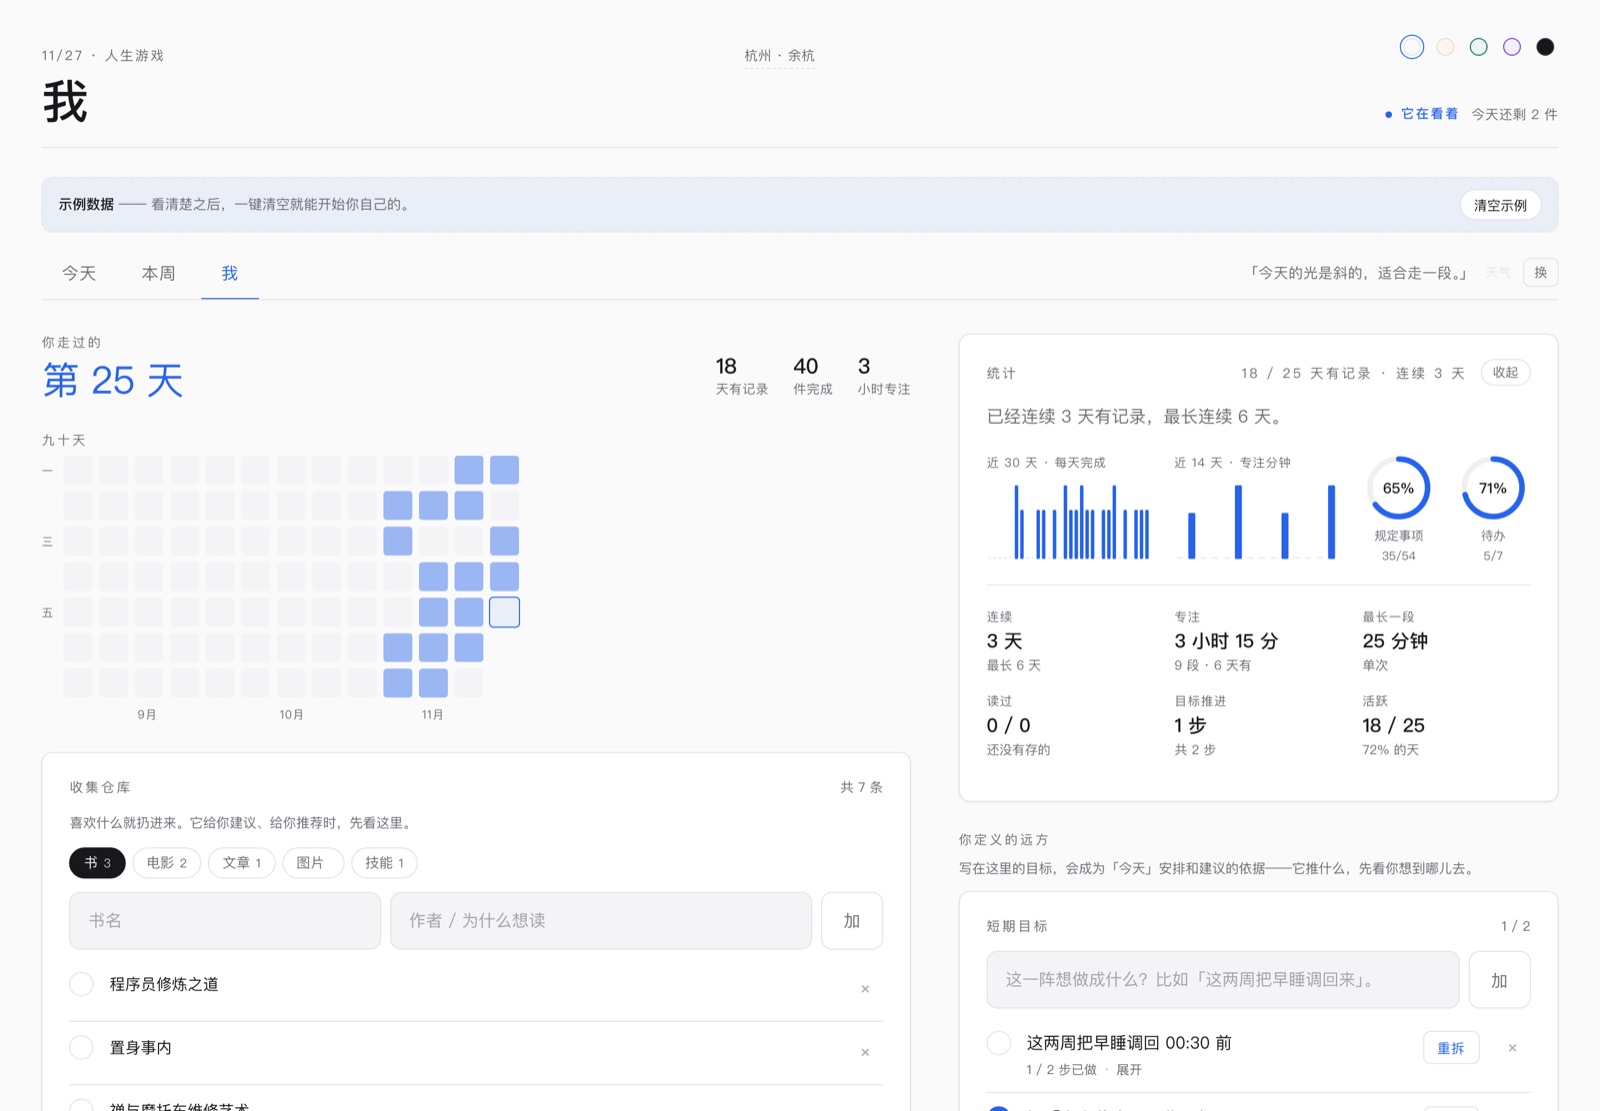 11/27 · 人生游戏
杭州 · 余杭
我
它在看着 今天还剩 2 件
示例数据 —— 看清楚之后，一键清空就能开始你自己的。
清空示例
今天 本周 我
「今天的光是斜的，适合走一段。」 天气 换
你走过的
第 25 天
18 40 3
天有记录 件完成 小时专注
九十天
一
三
五
9月 10月 11月
收集仓库 共 7 条
喜欢什么就扔进来。它给你建议、给你推荐时，先看这里。
书 3 电影 2 文章 1 图片 技能 1
书名 作者 / 为什么想读 加
程序员修炼之道 ×
置身事内 ×
禅与摩托车维修艺术
统计 18 / 25 天有记录 · 连续 3 天 收起
已经连续 3 天有记录，最长连续 6 天。
近 30 天 · 每天完成 近 14 天 · 专注分钟
65% 71%
规定事项 待办
35/54 5/7
连续 专注 最长一段
3 天 3 小时 15 分 25 分钟
最长 6 天 9 段 · 6 天有 单次
读过 目标推进 活跃
0 / 0 1 步 18 / 25
还没有存的 共 2 步 72% 的天
你定义的远方
写在这里的目标，会成为「今天」安排和建议的依据——它推什么，先看你想到哪儿去。
短期目标 1 / 2
这一阵想做成什么？比如「这两周把早睡调回来」。 加
这两周把早睡调回 00:30 前 重拆 ×
1 / 2 步已做 · 展开